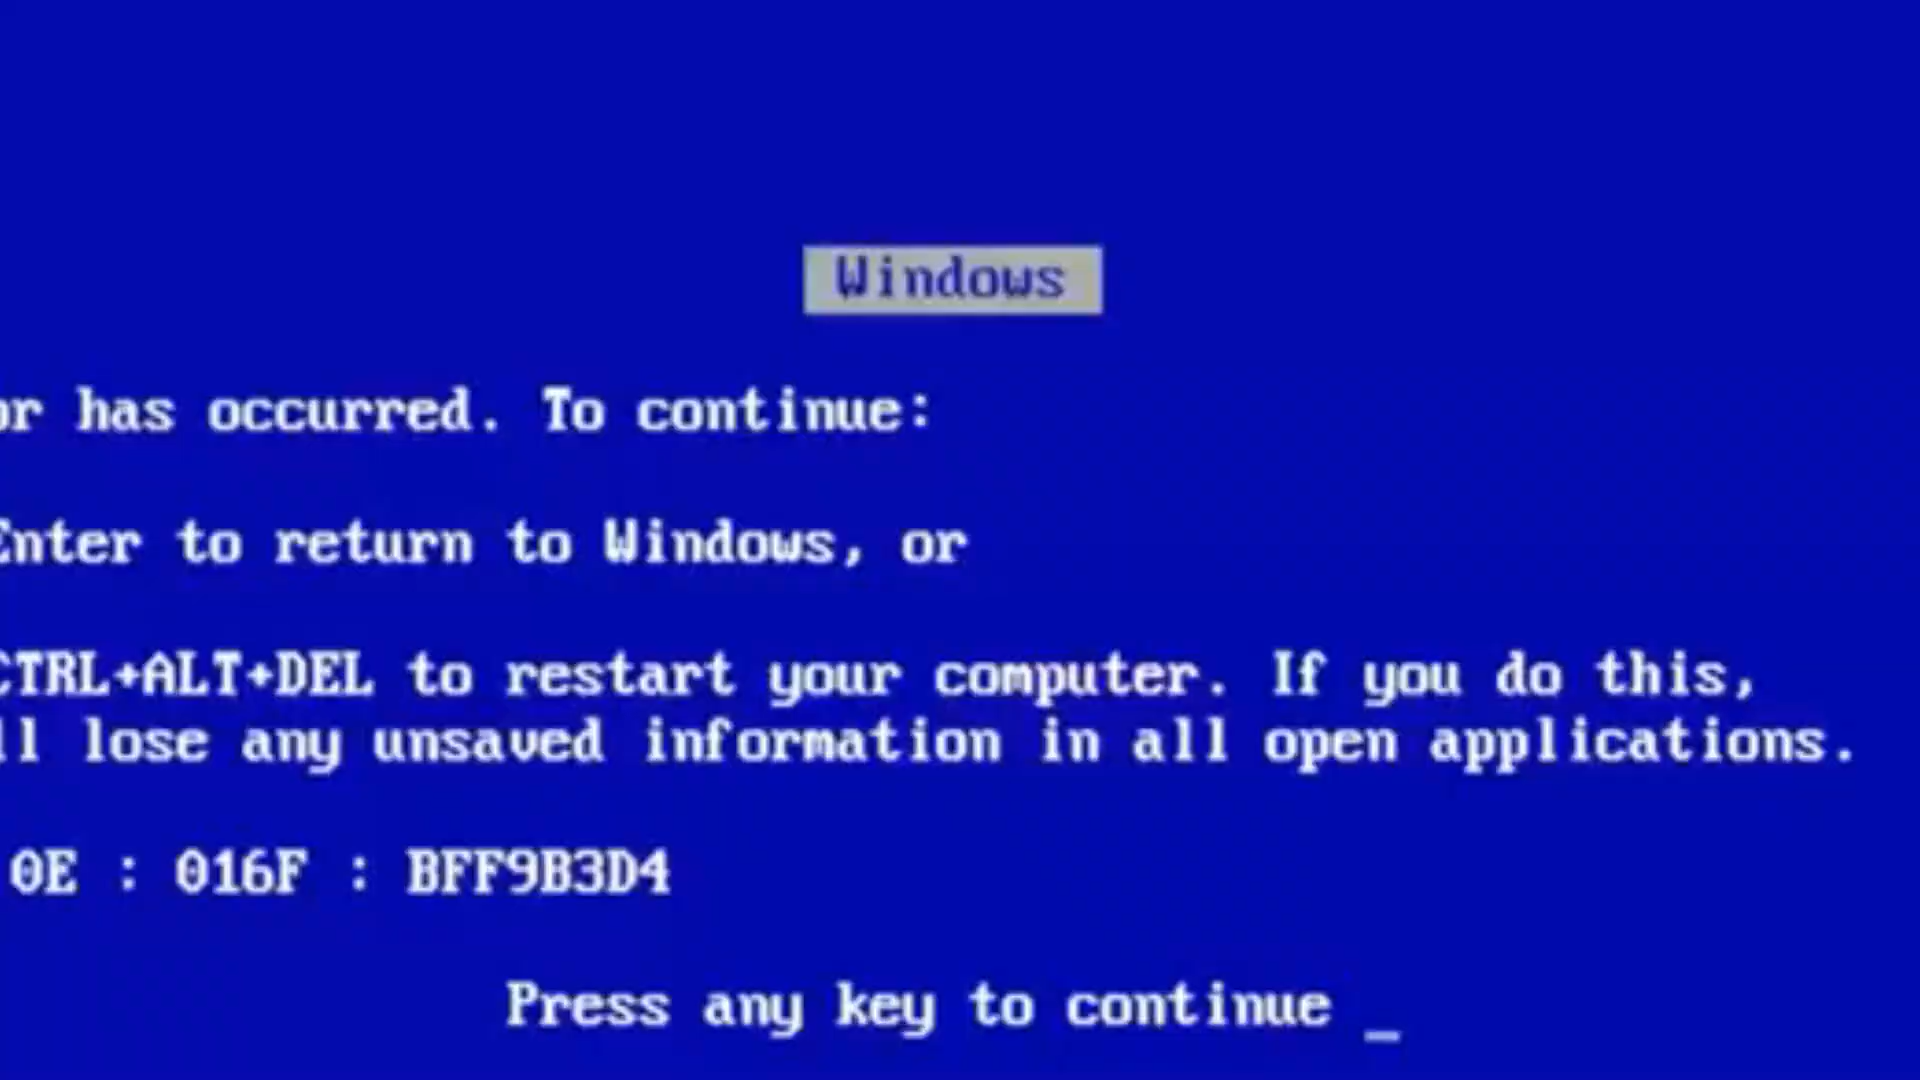 Windows
or has occurred. To continue:
Enter to return to Windows, or
CTRL+ALT+DEL to restart your computer. If you do this,
ll lose any unsaved information in all open applications.
0E : 016F : BFF9B3D4
Press any key to continue _